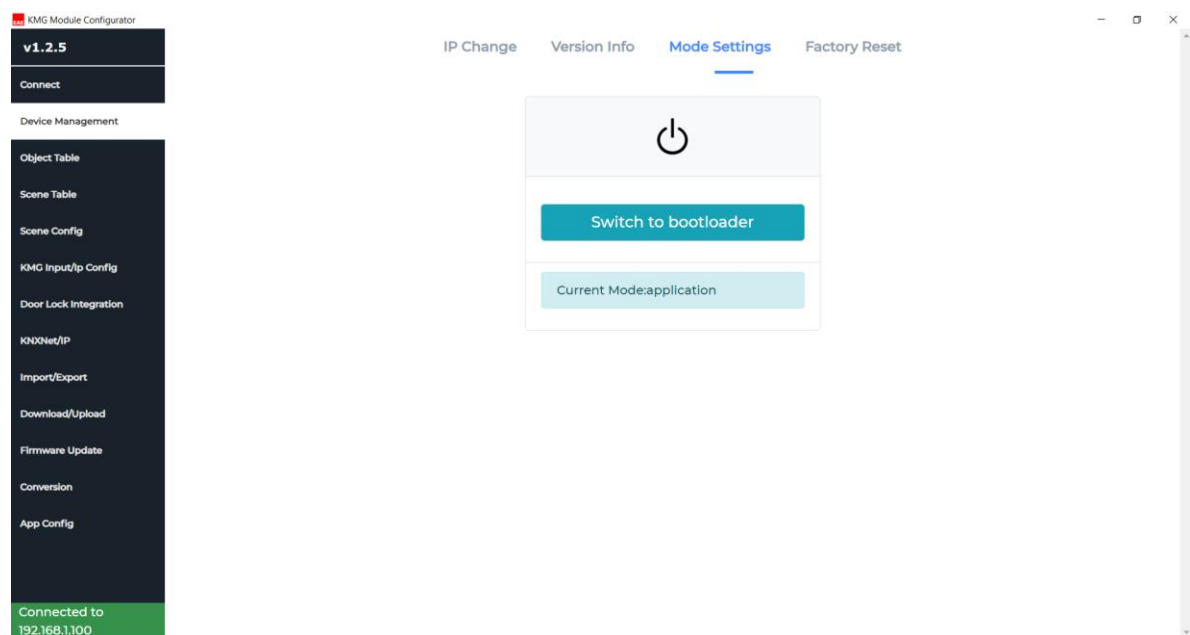 EAE KMG Module Configurator
v1.2.5
Connect
Device Management
Object Table
Scene Table
Scene Config
KMG Input/Ip Config
Door Lock Integration
KNXNet/IP
Import/Export
Download/Upload
Firmware Update
Conversion
App Config
Connected to
192.168.1.100
IP Change Version Info Mode Settings Factory Reset
Switch to bootloader
Current Mode:application